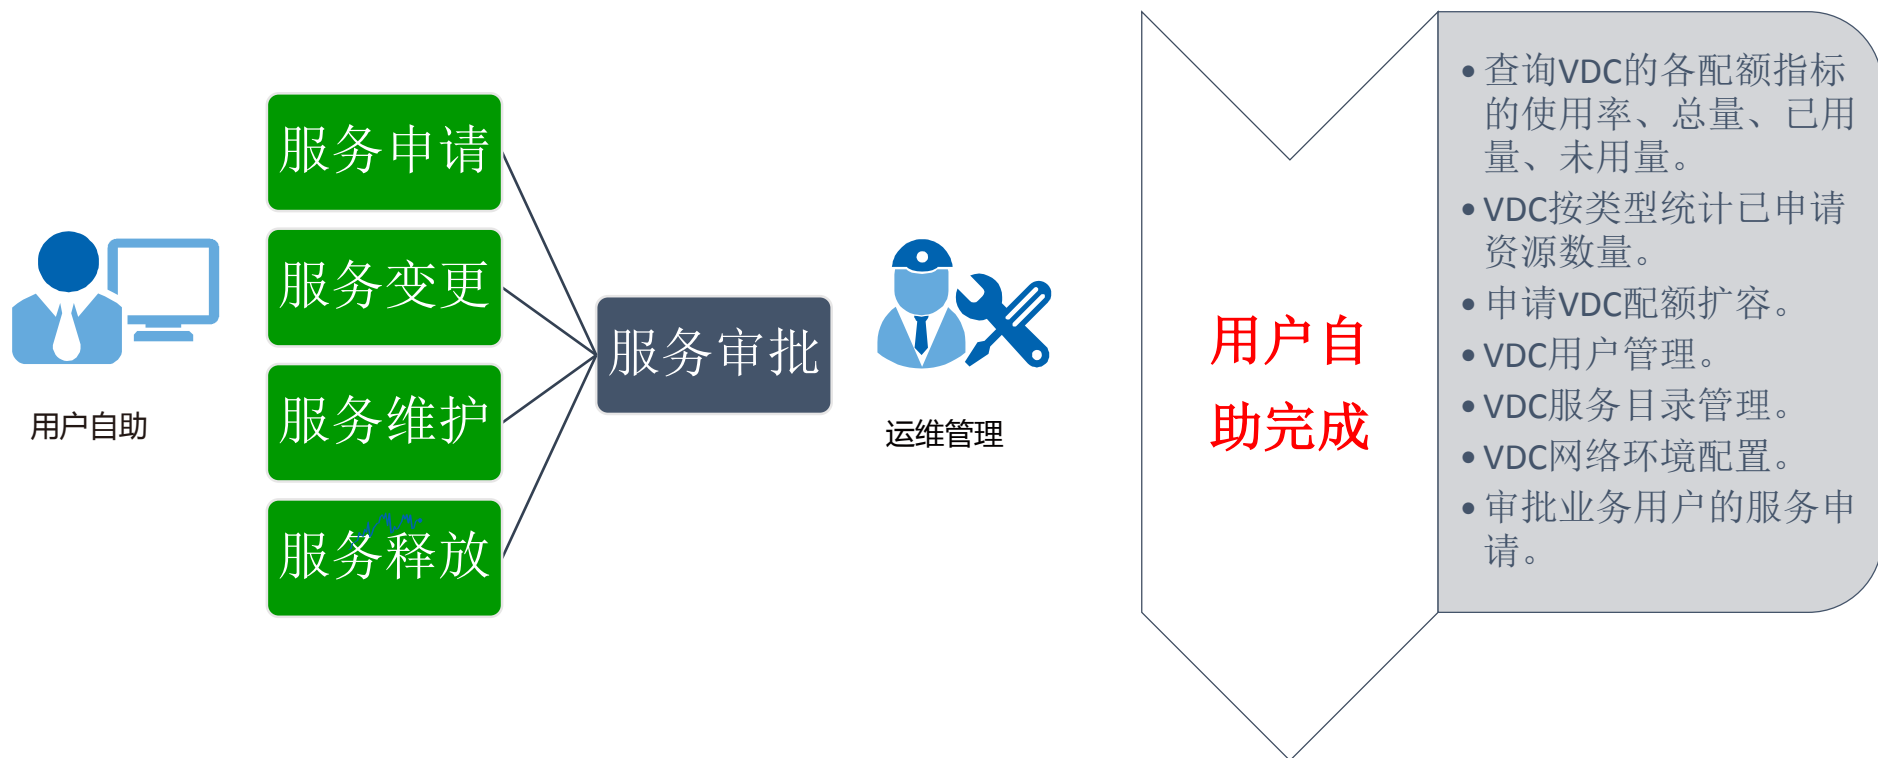 服务申请
服务变更
服务维护
服务释放
用户自助
服务审批
运维管理
用户自
助完成
•查询VDC的各配额指标
的使用率、总量、已用
量、未用量。
•VDC按类型统计已申请
资源数量。
•申请VDC配额扩容。
•VDC用户管理。
•VDC服务目录管理。
•VDC网络环境配置。
•审批业务用户的服务申
请。